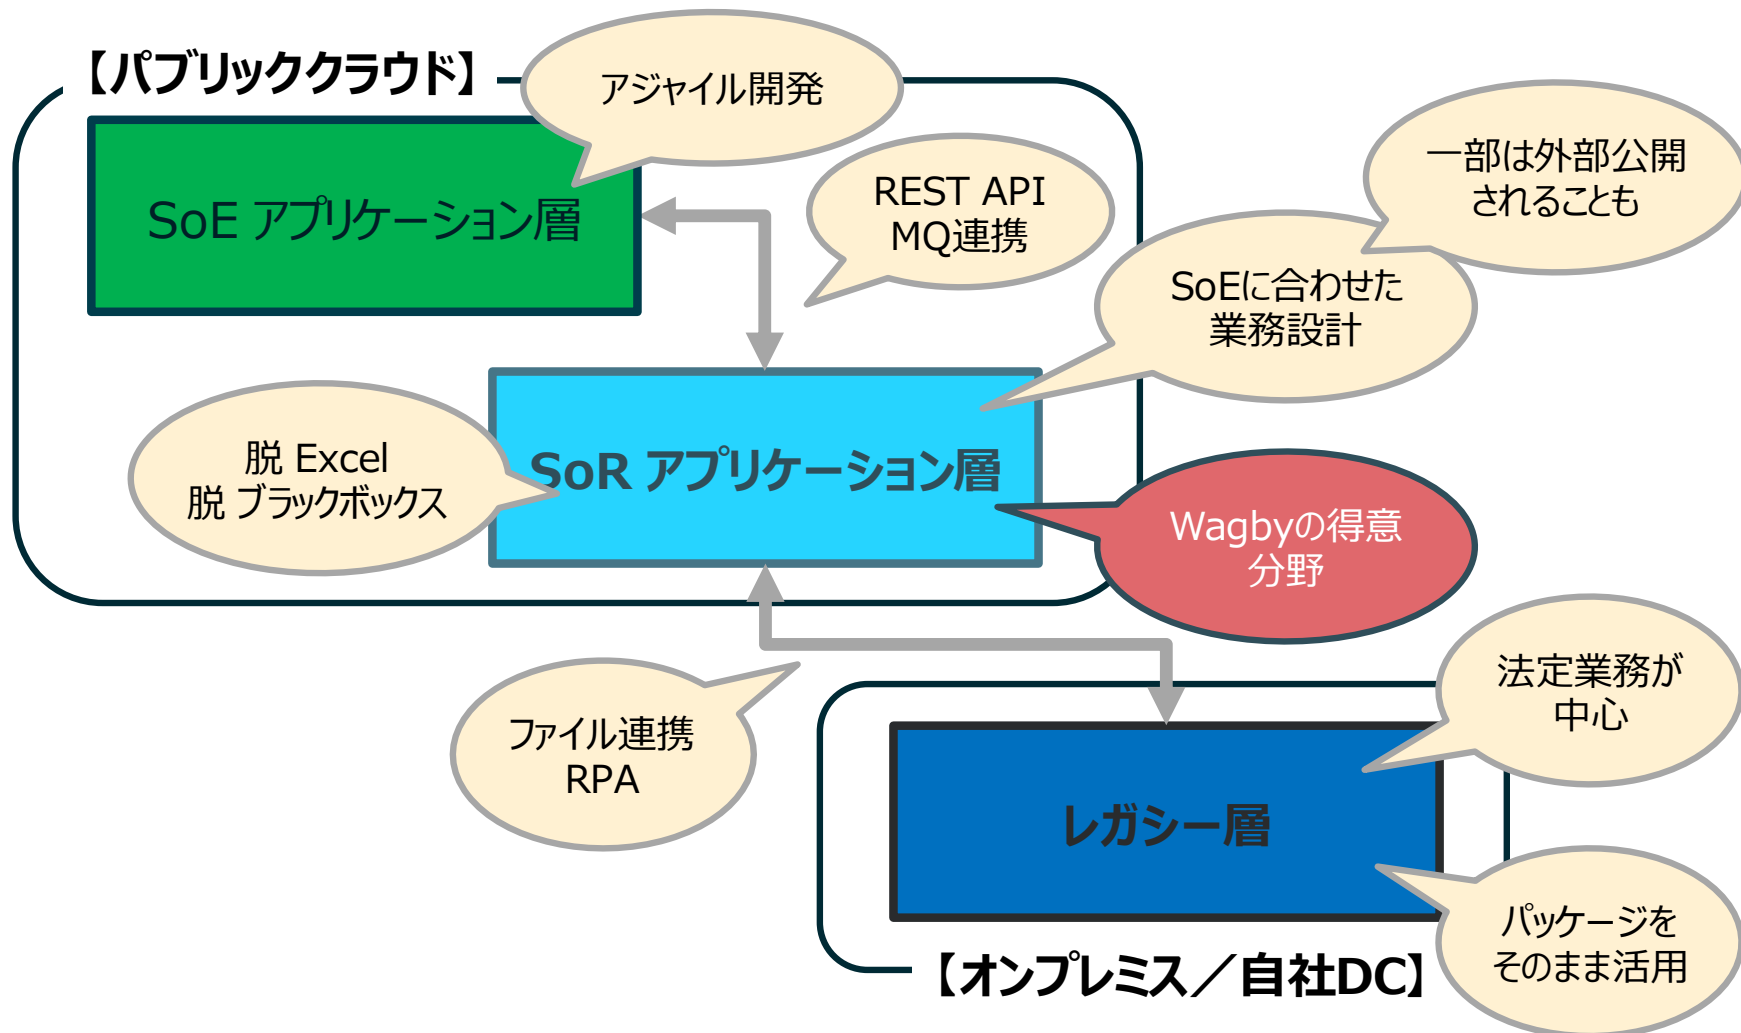 【パブリッククラウド】
アジャイル開発
SoE アプリケーション層
REST API
MQ連携
一部は外部公開
されることも
SoEに合わせた
業務設計
脱 Excel
脱 ブラックボックス
SoR アプリケーション層
Wagbyの得意
分野
ファイル連携
RPA
法定業務が
中心
レガシー層
パッケージを
そのまま活用
【オンプレミス／自社DC】